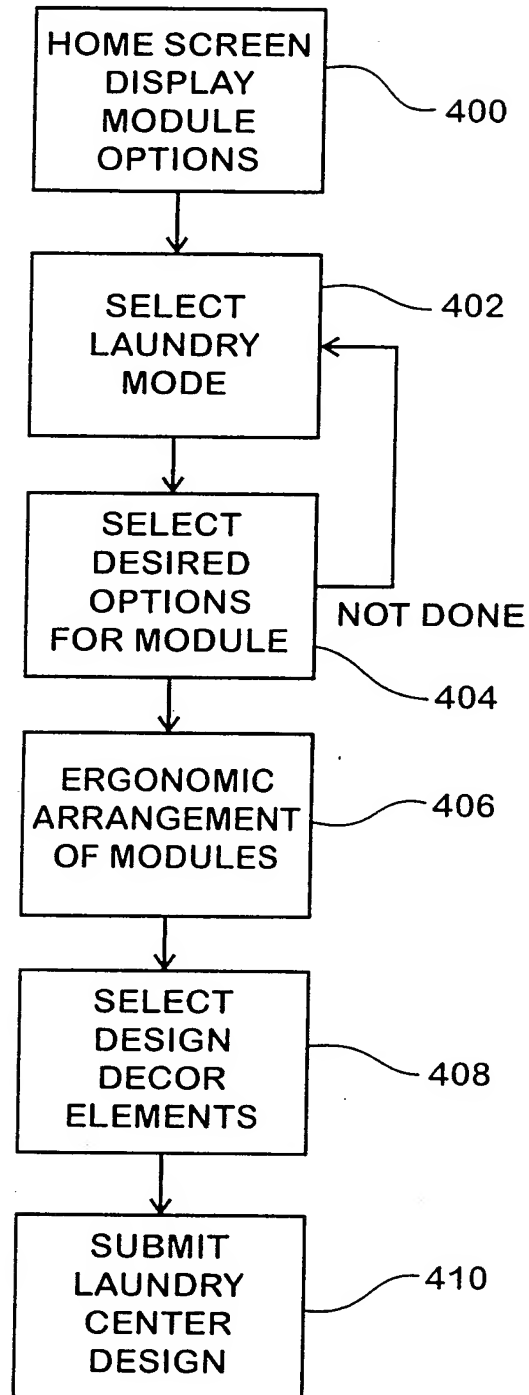 HOME SCREEN
DISPLAY
MODULE
OPTIONS
400
SELECT
LAUNDRY
MODE
402
SELECT
DESIRED
OPTIONS
FOR MODULE
NOT DONE
404
ERGONOMIC
ARRANGEMENT
OF MODULES
406
SELECT
DESIGN
DECOR
ELEMENTS
408
SUBMIT
LAUNDRY
CENTER
DESIGN
410